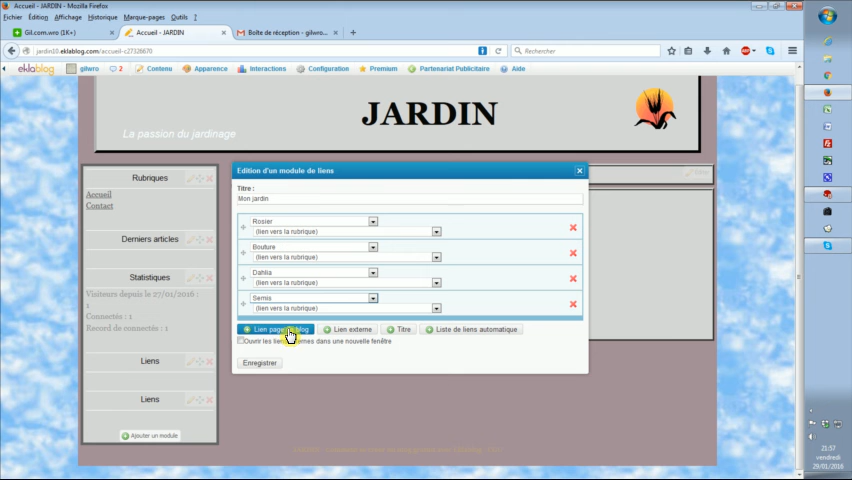 Accueil - JARDIN - Mozilla Firefox
Fichier Édition Affichage Historique Marque-pages Outils ?
Gil.com.wro (1K+)
Accueil - JARDIN
Boîte de réception - gilwro...
jardin19.eklablog.com/accueil-c27328670
Rechercher
eklablog gilwro 2 Contenu Apparence Interactions Configuration Premium Partenariat Publicitaire Aide
JARDIN
La passion du jardinage
Rubriques
Accueil
Contact
Derniers articles
Statistiques
Visiteurs depuis le 27/01/2016 :
1
Connectés : 1
Record de connectés : 1
Liens
Liens
Ajouter un module
Edition d'un module de liens
Titre :
Mon jardin
Rosier
(lien vers la rubrique)
Bouture
(lien vers la rubrique)
Dahlia
(lien vers la rubrique)
Semis
(lien vers la rubrique)
Lien page blog Lien externe Titre Liste de liens automatique
Ouvrir les liens externes dans une nouvelle fenêtre
Enregistrer
21:57
vendredi
29/01/2016